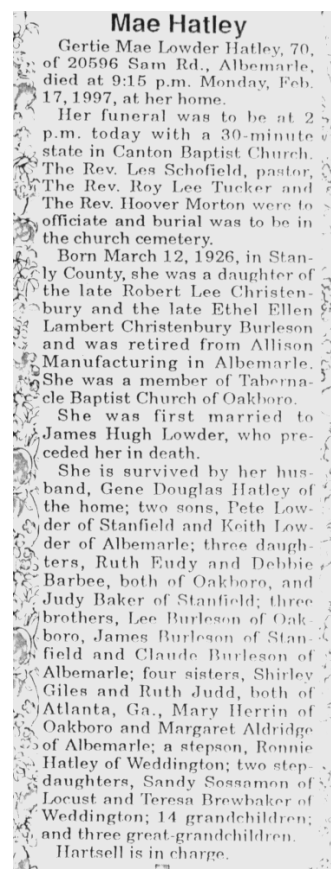 Mae Hatley
Gertie Mae Lowder Hatley, 70,
of 20596 Sam Rd., Albemarle,
died at 9:15 p.m. Monday, Feb.
17, 1997, at her home.
Her funeral was to be at 2
p.m. today with a 30-minute
state in Canton Baptist Church.
The Rev. Les Schofield, pastor,
The Rev. Roy Lee Tucker and
The Rev. Hoover Morton were to
officiate and burial was to be in
the church cemetery.
Born March 12, 1926, in Stan-
ly County, she was a daughter of
the late Robert Lee Christen-
bury and the late Ethel Ellen
Lambert Christenbury Burleson
and was retired from Allison
Manufacturing in Albemarle.
She was a member of Taberna-
cle Baptist Church of Oakboro.
She was first married to
James Hugh Lowder, who pre-
ceded her in death.
She is survived by her hus-
band, Gene Douglas Hatley of
the home; two sons, Pete Low-
der of Stanfield and Keith Low-
der of Albemarle; three daugh-
ters, Ruth Eudy and Debbie
Barbee, both of Oakboro, and
Judy Baker of Stanfield; three
brothers, Lee Burleson of Oak-
boro, James Burleson of Stan-
field and Claude Burleson of
Albemarle; four sisters, Shirley
Giles and Ruth Judd, both of
Atlanta, Ga., Mary Herrin of
Oakboro and Margaret Aldridge
of Albemarle; a stepson, Ronnie
Hatley of Weddington; two step-
daughters, Sandy Sossamon of
Locust and Teresa Brewbaker of
Weddington; 14 grandchildren;
and three great-grandchildren.
Hartsell is in charge.